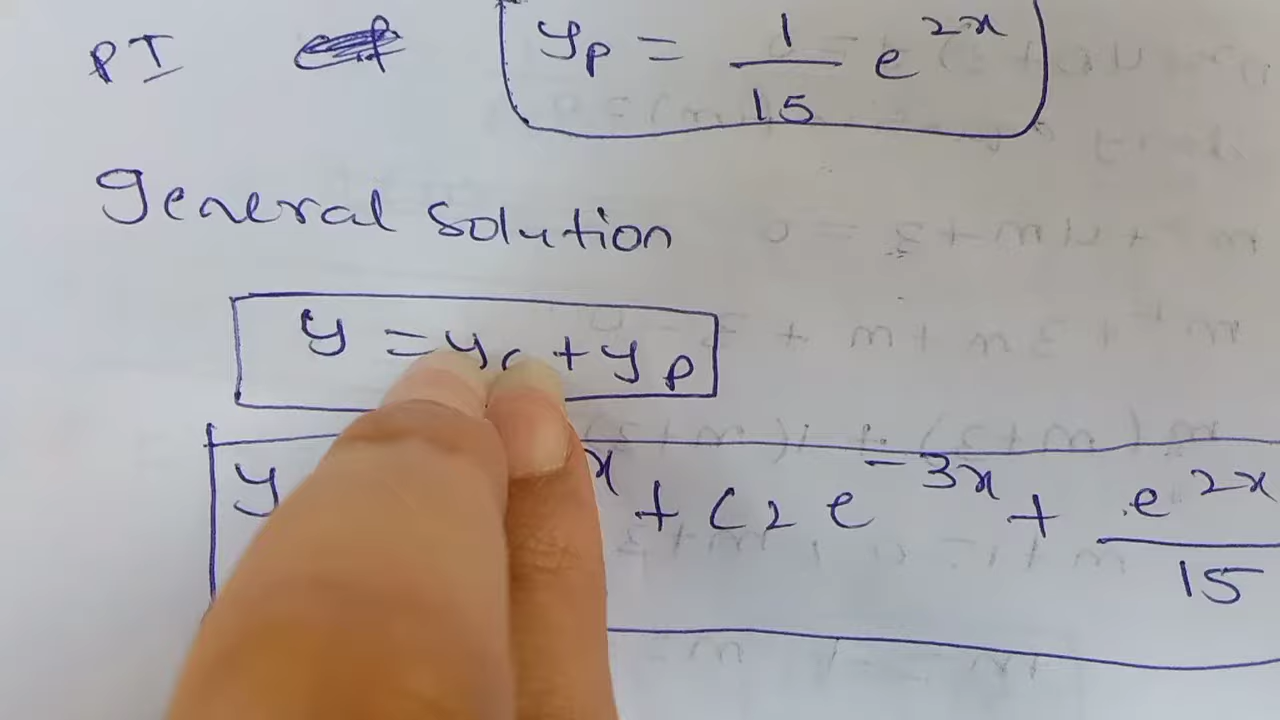 PI yₚ = 1/15 e^2x
General solution
y = yc + yₚ
y x + C2 e^-3x + e^2x/15